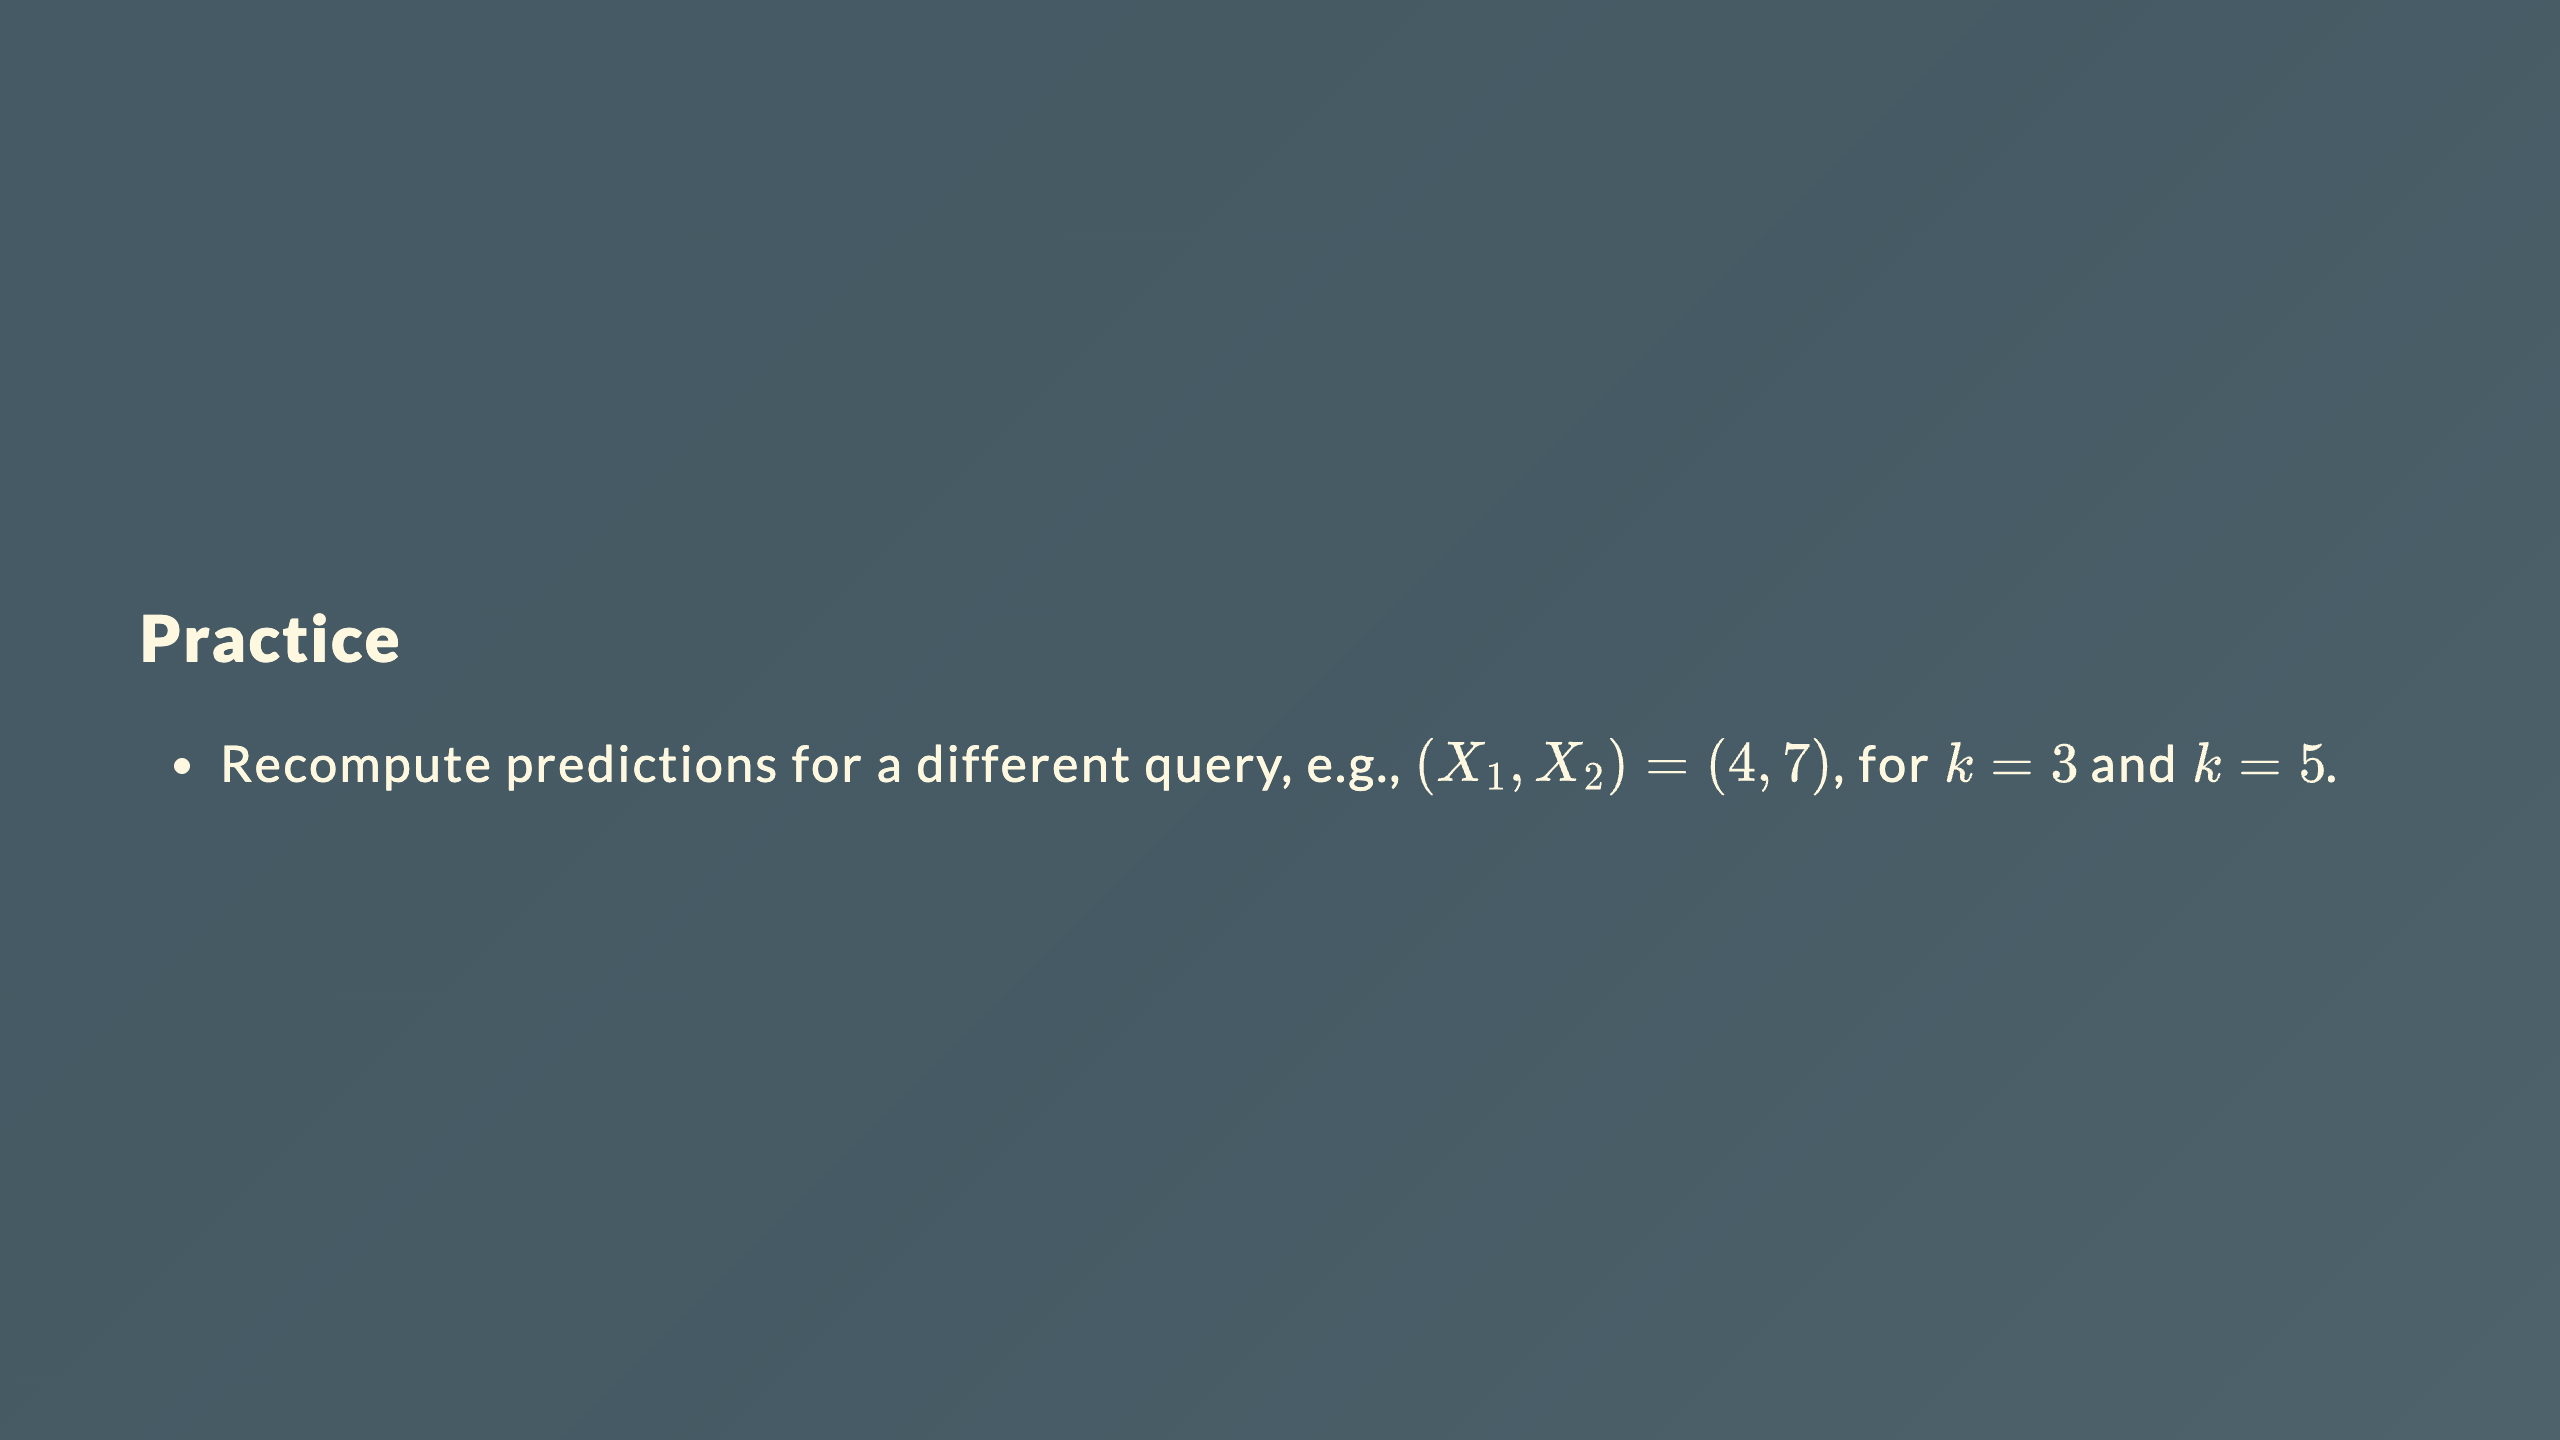 Practice
• Recompute predictions for a different query, e.g., (X₁, X₂) = (4, 7), for k = 3 and k = 5.